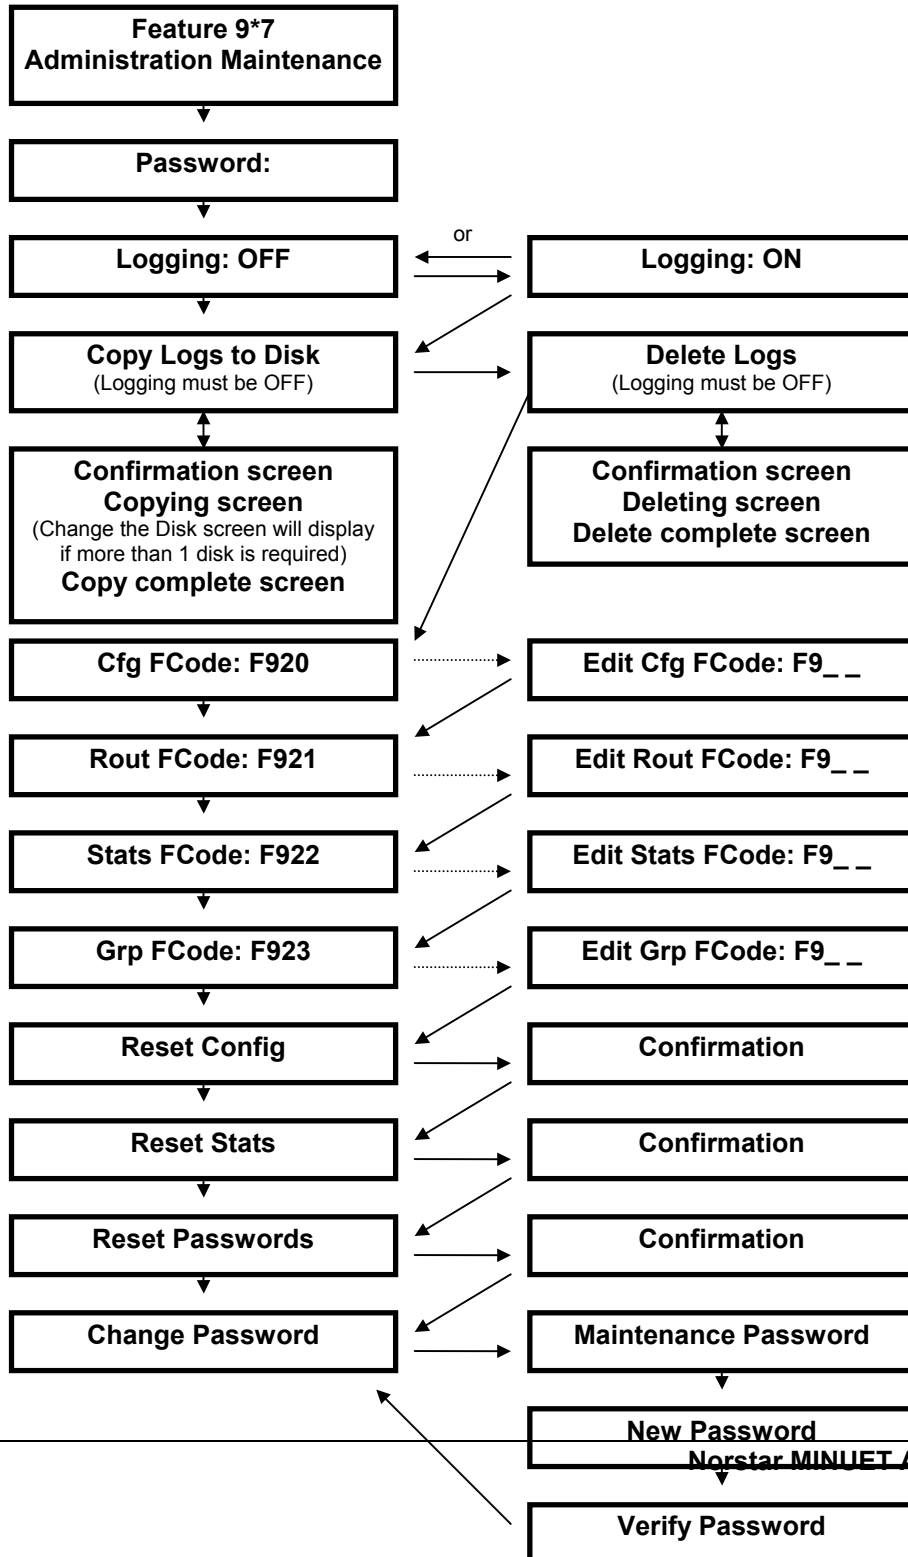 Feature 9*7
Administration Maintenance
Password:
or
Logging: OFF
Logging: ON
Copy Logs to Disk
(Logging must be OFF)
Delete Logs
(Logging must be OFF)
Confirmation screen
Copying screen
(Change the Disk screen will display
if more than 1 disk is required)
Copy complete screen
Confirmation screen
Deleting screen
Delete complete screen
Cfg FCode: F920
Edit Cfg FCode: F9_ _
Rout FCode: F921
Edit Rout FCode: F9_ _
Stats FCode: F922
Edit Stats FCode: F9_ _
Grp FCode: F923
Edit Grp FCode: F9_ _
Reset Config
Confirmation
Reset Stats
Confirmation
Reset Passwords
Confirmation
Change Password
Maintenance Password
New Password
Norstar MINUET A
Verify Password